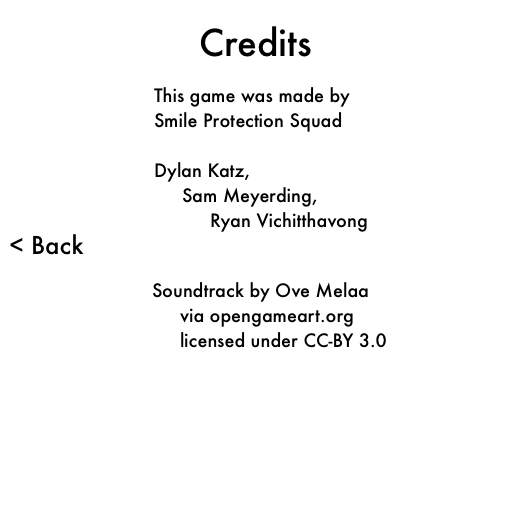 Credits
This game was made by
Smile Protection Squad
Dylan Katz,
Sam Meyerding,
Ryan Vichitthavong
< Back
Soundtrack by Ove Melaa
via opengameart.org
licensed under CC-BY 3.0